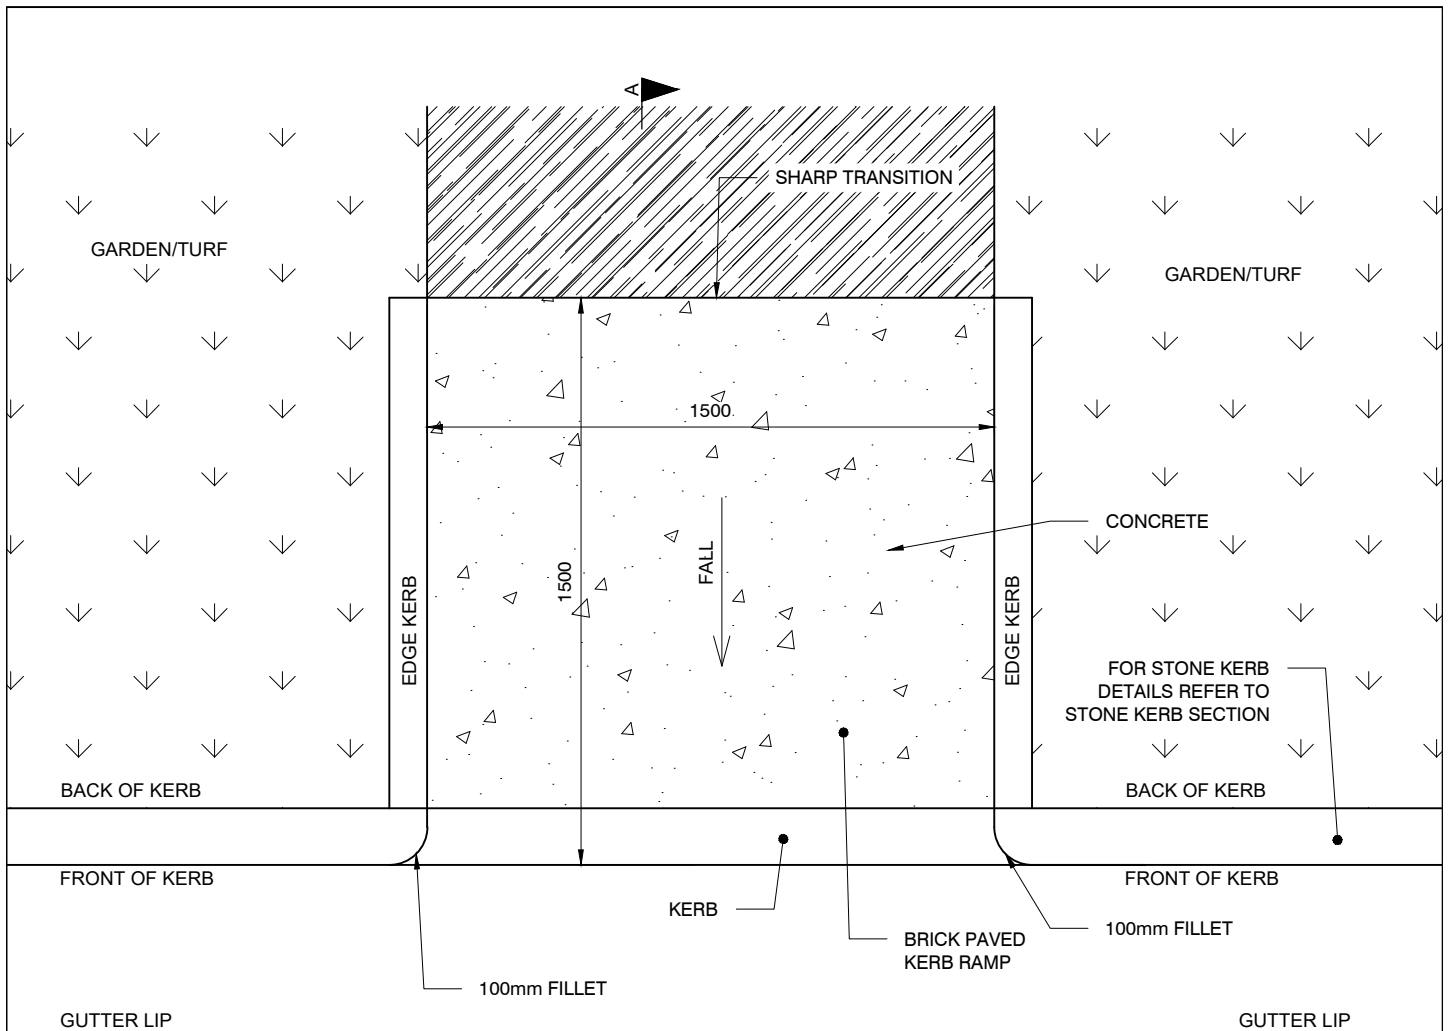 A
SHARP TRANSITION
GARDEN/TURF
GARDEN/TURF
1500
CONCRETE
1500
FALL
EDGE KERB
EDGE KERB
FOR STONE KERB
DETAILS REFER TO
STONE KERB SECTION
BACK OF KERB
BACK OF KERB
FRONT OF KERB
FRONT OF KERB
KERB
100mm FILLET
BRICK PAVED
KERB RAMP
100mm FILLET
GUTTER LIP
GUTTER LIP